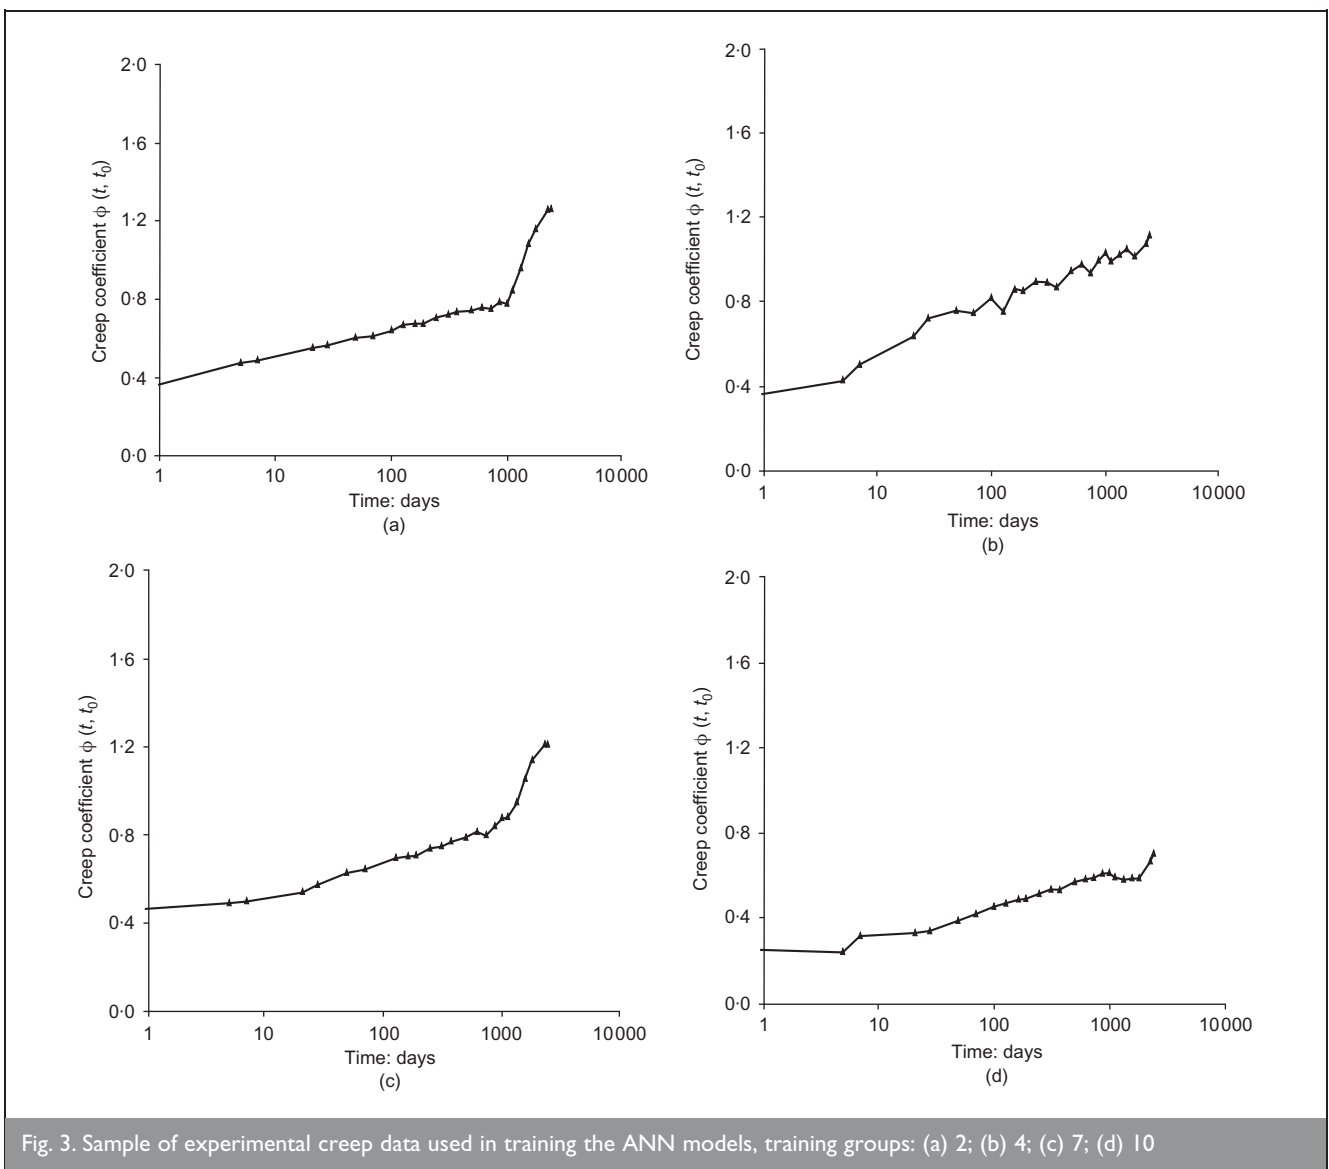 2·0
1·6
1·2
0·8
0·4
0·0
Creep coefficient ϕ (t, t0)
1 10 100 1000 10000
Time: days
(a)
2·0
1·6
1·2
0·8
0·4
0·0
Creep coefficient ϕ (t, t0)
1 10 100 1000 10000
Time: days
(b)
2·0
1·6
1·2
0·8
0·4
0·0
Creep coefficient ϕ (t, t0)
1 10 100 1000 10000
Time: days
(c)
2·0
1·6
1·2
0·8
0·4
0·0
Creep coefficient ϕ (t, t0)
1 10 100 1000 10000
Time: days
(d)
Fig. 3. Sample of experimental creep data used in training the ANN models, training groups: (a) 2; (b) 4; (c) 7; (d) 10